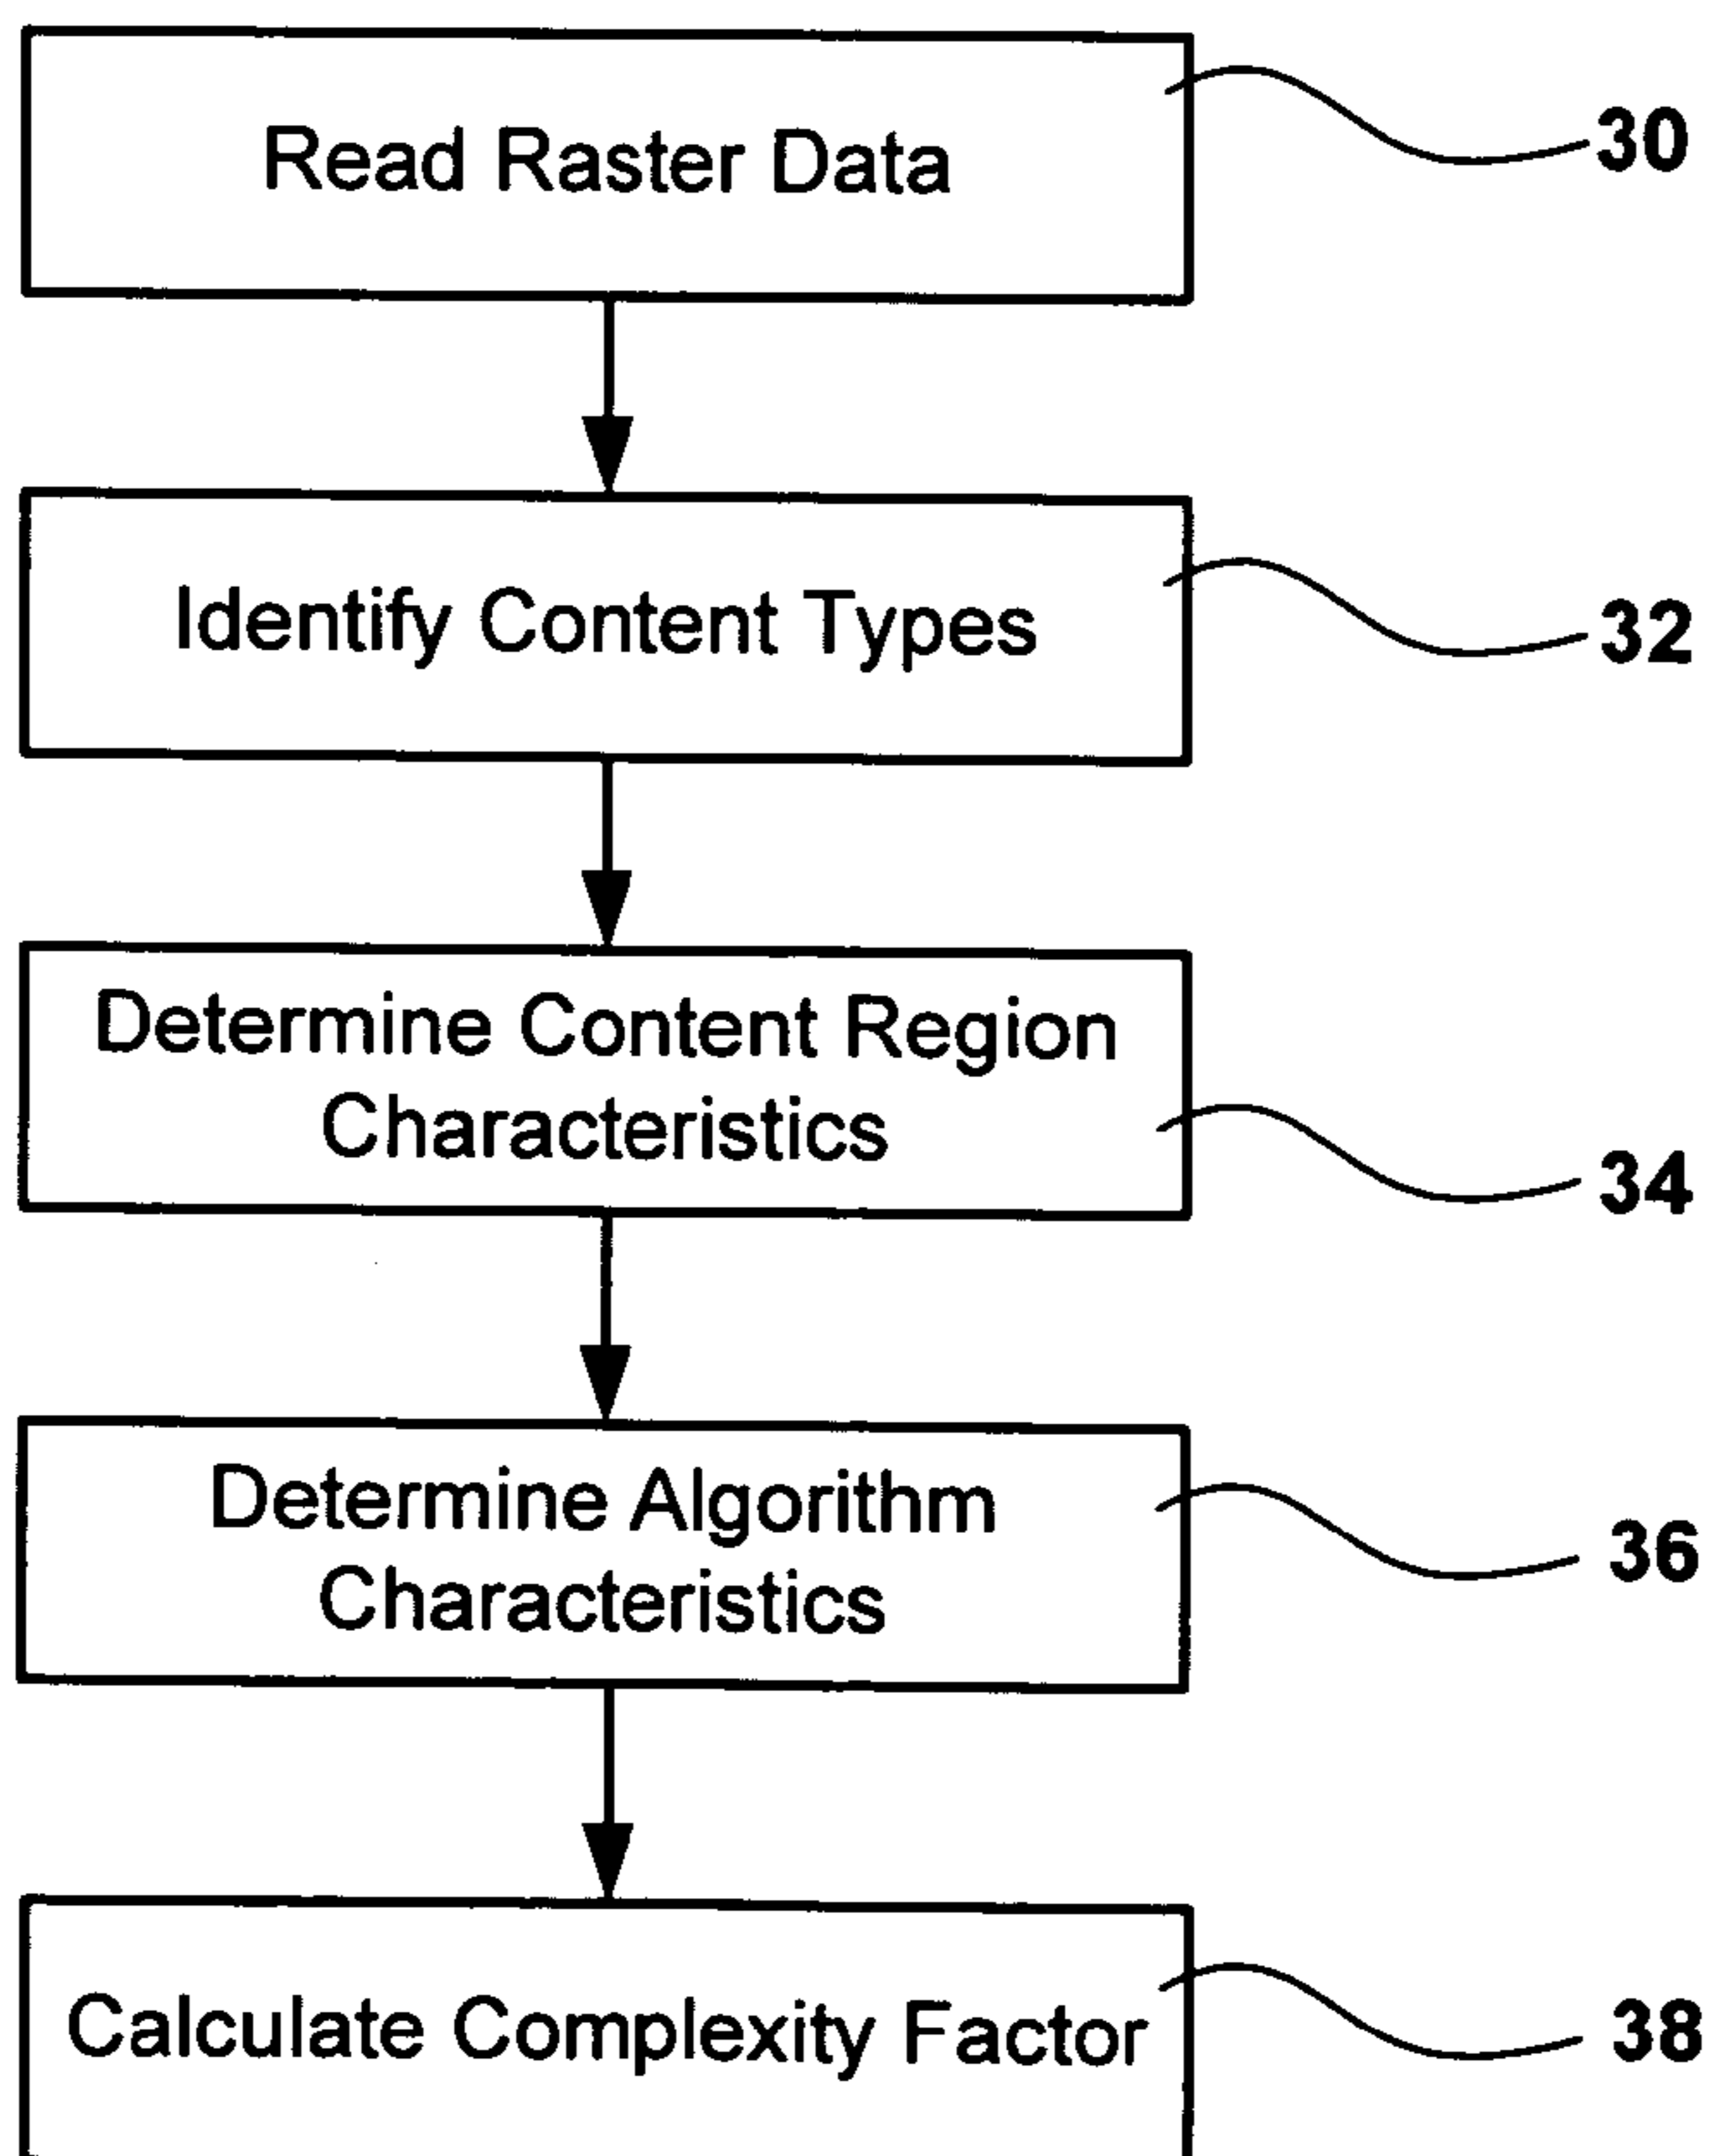 Read Raster Data
30
Identify Content Types
32
Determine Content Region
Characteristics
34
Determine Algorithm
Characteristics
36
Calculate Complexity Factor
38